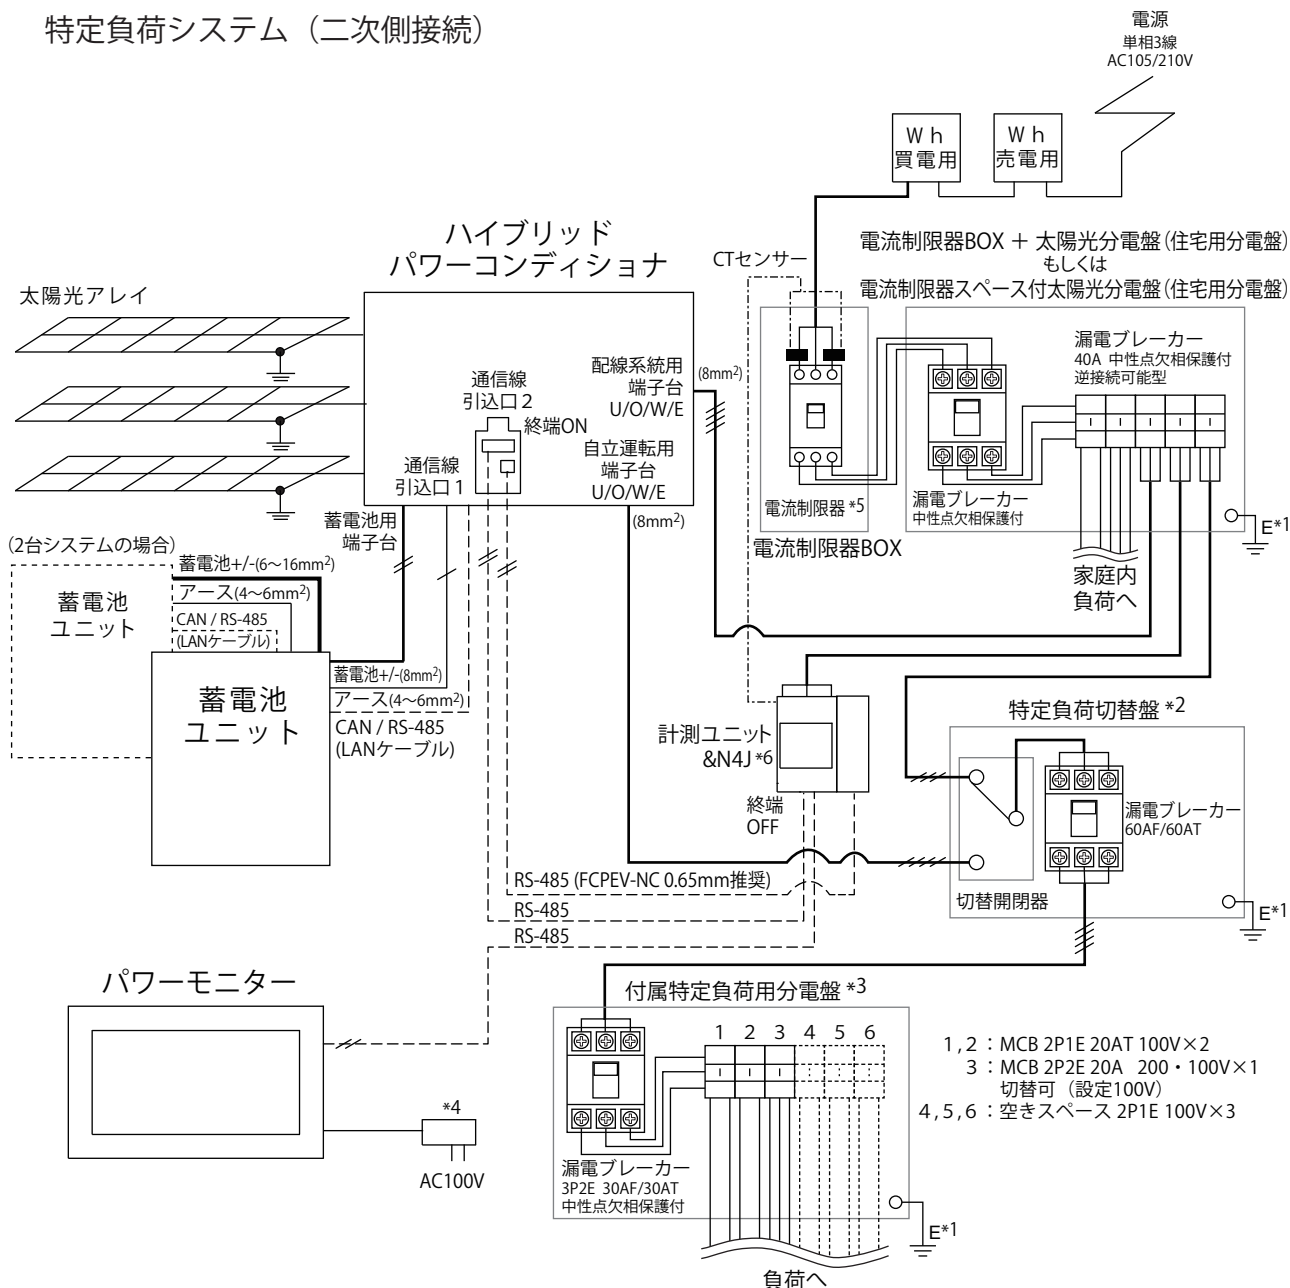 特定負荷システム（二次側接続）
電源
単相3線
AC105/210V
Wh
買電用
Wh
売電用
電流制限器BOX ＋ 太陽光分電盤(住宅用分電盤)
もしくは
電流制限器スペース付太陽光分電盤(住宅用分電盤)
CTセンサー
ハイブリッド
パワーコンディショナ
太陽光アレイ
配線系統用
端子台
U/O/W/E
(8mm²)
通信線
引込口2
終端ON
自立運転用
端子台
U/O/W/E
(8mm²)
通信線
引込口1
蓄電池用
端子台
漏電ブレーカー
40A 中性点欠相保護付
逆接続可能型
電流制限器 *5
漏電ブレーカー
中性点欠相保護付
電流制限器BOX
E*1
家庭内
負荷へ
(2台システムの場合)
蓄電池+/-(6〜16mm²)
アース(4〜6mm²)
CAN / RS-485
(LANケーブル)
蓄電池
ユニット
蓄電池
ユニット
蓄電池+/-(8mm²)
アース(4〜6mm²)
CAN / RS-485
(LANケーブル)
計測ユニット
&N4J *6
終端
OFF
特定負荷切替盤 *2
漏電ブレーカー
60AF/60AT
切替開閉器
E*1
RS-485 (FCPEV-NC 0.65mm推奨)
RS-485
RS-485
パワーモニター
*4
AC100V
付属特定負荷用分電盤 *3
1 2 3 4 5 6
漏電ブレーカー
3P2E 30AF/30AT
中性点欠相保護付
E*1
負荷へ
1,2：MCB 2P1E 20AT 100V×2
3：MCB 2P2E 20A 200・100V×1
切替可（設定100V）
4,5,6：空きスペース 2P1E 100V×3